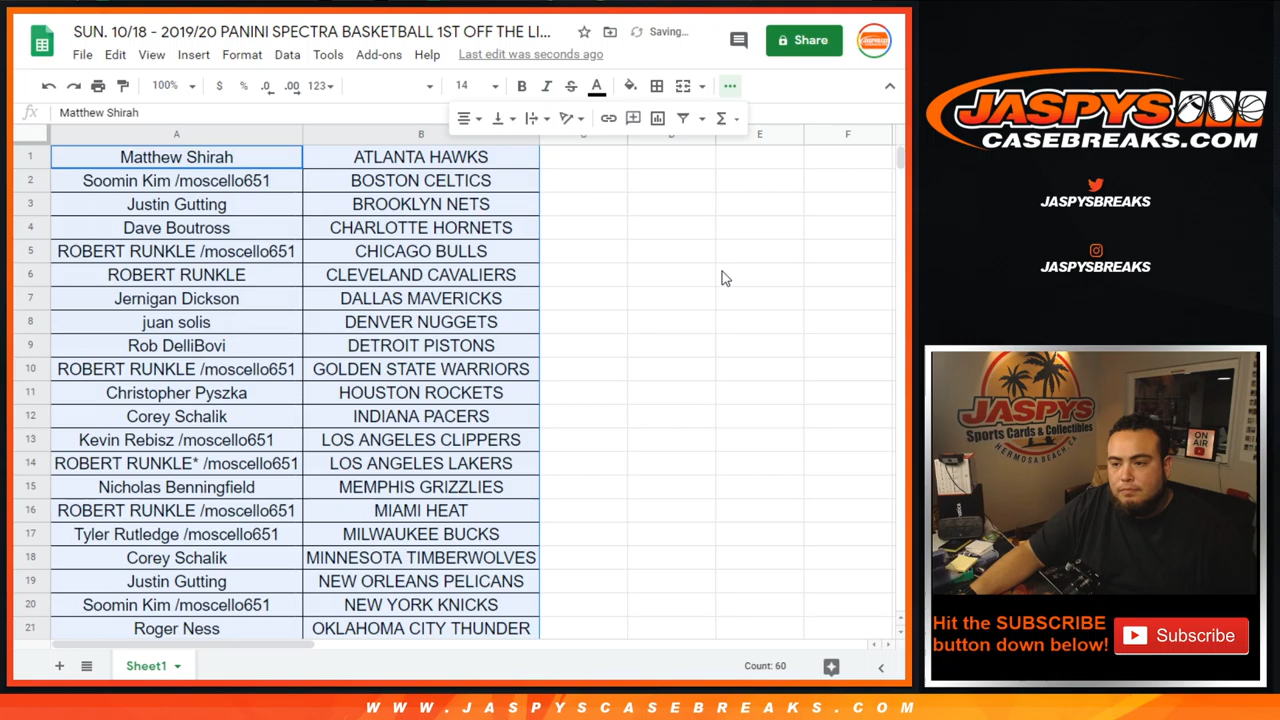 SUN. 10/18 - 2019/20 PANINI SPECTRA BASKETBALL 1ST OFF THE LI...
Saving...
File Edit View Insert Format Data Tools Add-ons Help Last edit was seconds ago
Share
100% $ % .0 .00 123 14 B I S A
fx Matthew Shirah
A B C D E F
1 Matthew Shirah ATLANTA HAWKS
2 Soomin Kim /moscello651 BOSTON CELTICS
3 Justin Gutting BROOKLYN NETS
4 Dave Boutross CHARLOTTE HORNETS
5 ROBERT RUNKLE /moscello651 CHICAGO BULLS
6 ROBERT RUNKLE CLEVELAND CAVALIERS
7 Jernigan Dickson DALLAS MAVERICKS
8 juan solis DENVER NUGGETS
9 Rob DelliBovi DETROIT PISTONS
10 ROBERT RUNKLE /moscello651 GOLDEN STATE WARRIORS
11 Christopher Pyszka HOUSTON ROCKETS
12 Corey Schalik INDIANA PACERS
13 Kevin Rebisz /moscello651 LOS ANGELES CLIPPERS
14 ROBERT RUNKLE* /moscello651 LOS ANGELES LAKERS
15 Nicholas Benningfield MEMPHIS GRIZZLIES
16 ROBERT RUNKLE /moscello651 MIAMI HEAT
17 Tyler Rutledge /moscello651 MILWAUKEE BUCKS
18 Corey Schalik MINNESOTA TIMBERWOLVES
19 Justin Gutting NEW ORLEANS PELICANS
20 Soomin Kim /moscello651 NEW YORK KNICKS
21 Roger Ness OKLAHOMA CITY THUNDER
Sheet1
Count: 60
JASPYS
CASEBREAKS.COM
JASPYSBREAKS
JASPYSBREAKS
JASPYS
Sports Cards & Collectibles
HERMOSA BEACH, CA
ON AIR
Hit the SUBSCRIBE
button down below!
Subscribe
WWW.JASPYSCASEBREAKS.COM